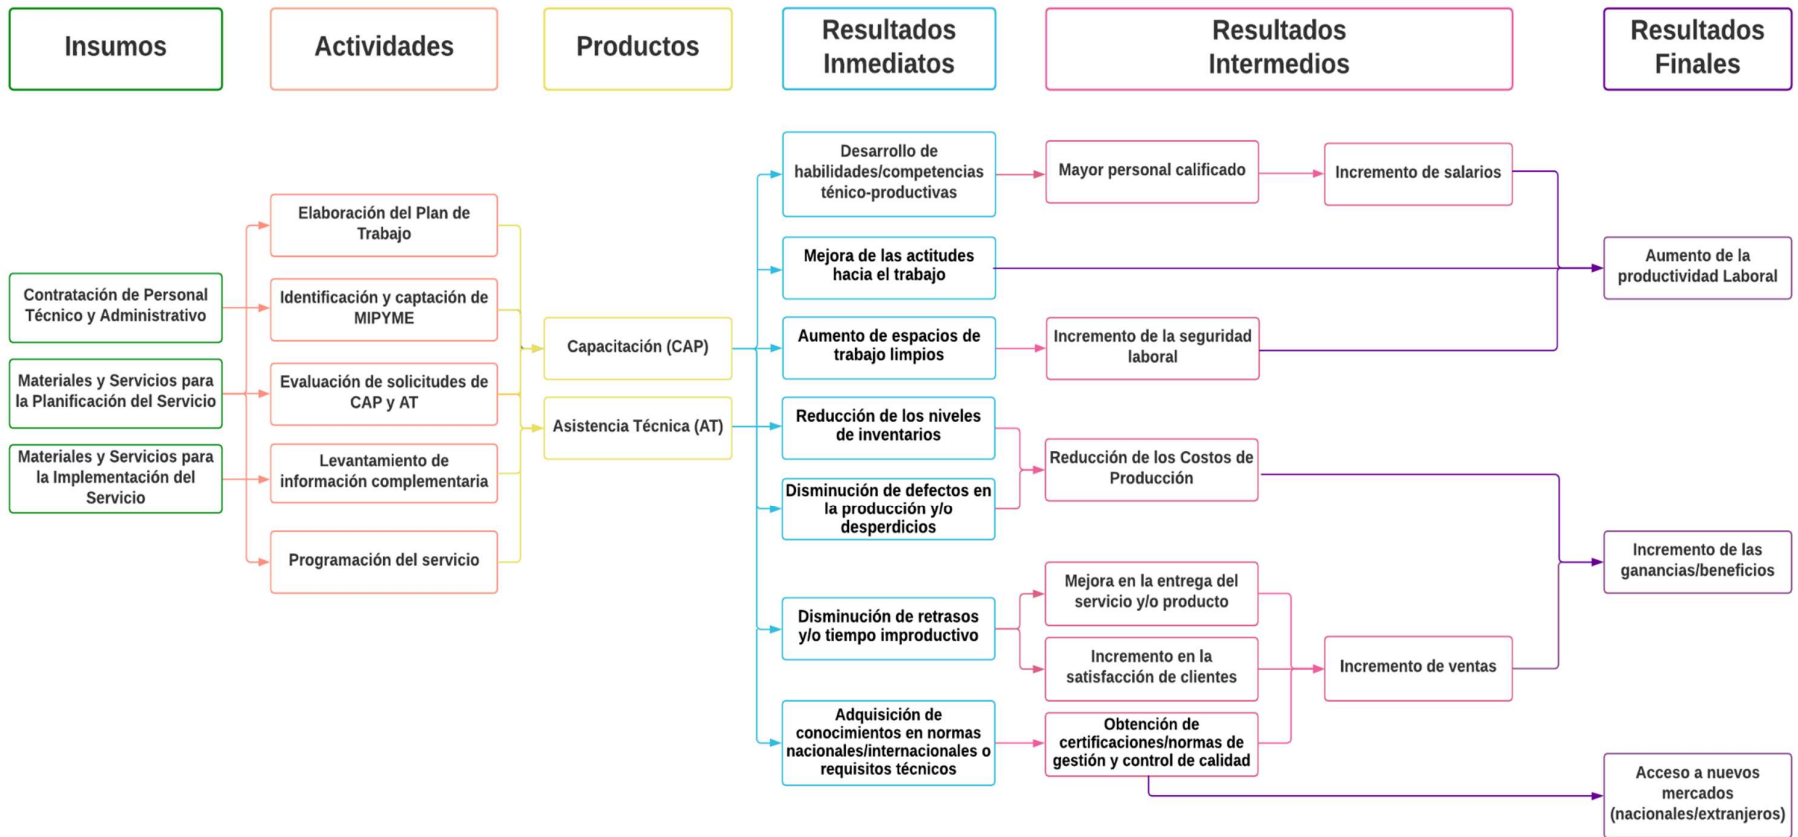 Insumos
Actividades
Productos
Resultados
Inmediatos
Resultados
Intermedios
Resultados
Finales
Contratación de Personal
Técnico y Administrativo
Materiales y Servicios para
la Planificación del Servicio
Materiales y Servicios para
la Implementación del
Servicio
Elaboración del Plan de
Trabajo
Identificación y captación de
MIPYME
Evaluación de solicitudes de
CAP y AT
Levantamiento de
información complementaria
Programación del servicio
Capacitación (CAP)
Asistencia Técnica (AT)
Desarrollo de
habilidades/competencias
ténico-productivas
Mejora de las actitudes
hacia el trabajo
Aumento de espacios de
trabajo limpios
Reducción de los niveles
de inventarios
Disminución de defectos en
la producción y/o
desperdicios
Disminución de retrasos
y/o tiempo improductivo
Adquisición de
conocimientos en normas
nacionales/internacionales o
requisitos técnicos
Mayor personal calificado
Incremento de salarios
Incremento de la seguridad
laboral
Reducción de los Costos de
Producción
Mejora en la entrega del
servicio y/o producto
Incremento en la
satisfacción de clientes
Incremento de ventas
Obtención de
certificaciones/normas de
gestión y control de calidad
Aumento de la
productividad Laboral
Incremento de las
ganancias/beneficios
Acceso a nuevos
mercados
(nacionales/extranjeros)